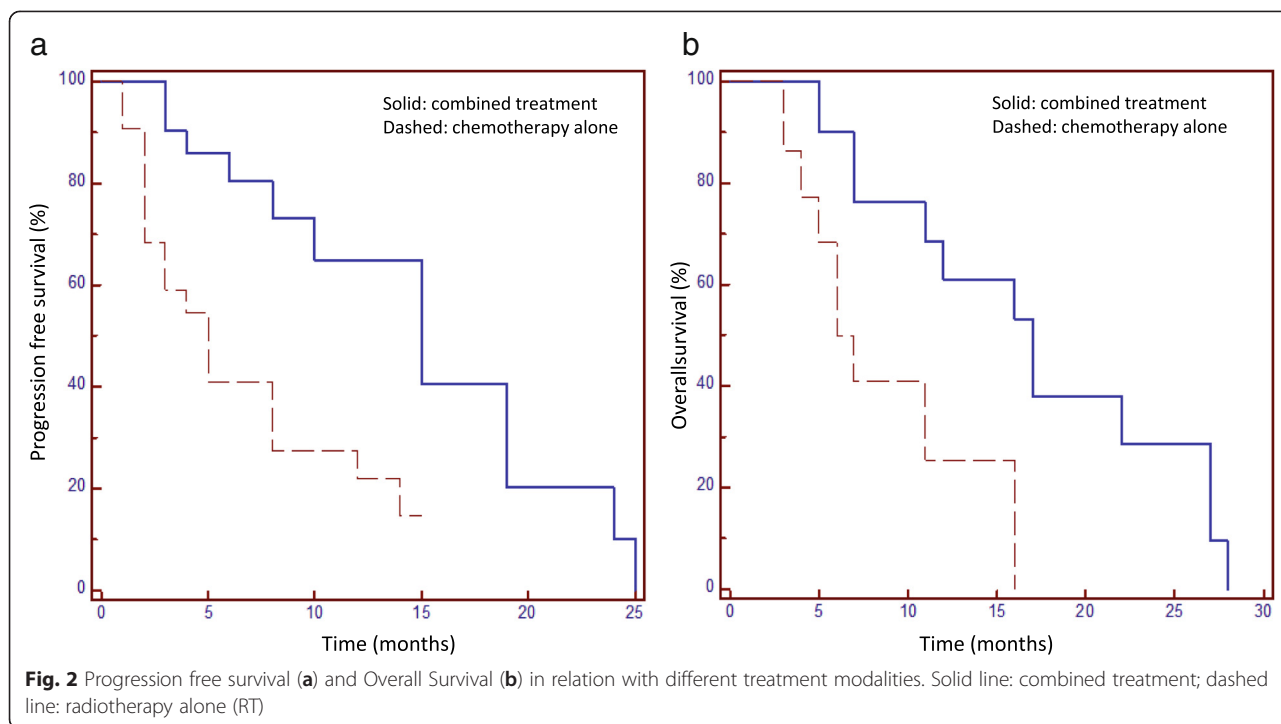 a
100
80
60
40
20
0
Progression free survival (%)
Solid: combined treatment
Dashed: chemotherapy alone
0 5 10 15 20 25
Time (months)
b
100
80
60
40
20
0
Overallsurvival (%)
Solid: combined treatment
Dashed: chemotherapy alone
0 5 10 15 20 25 30
Time (months)
Fig. 2 Progression free survival (a) and Overall Survival (b) in relation with different treatment modalities. Solid line: combined treatment; dashed
line: radiotherapy alone (RT)